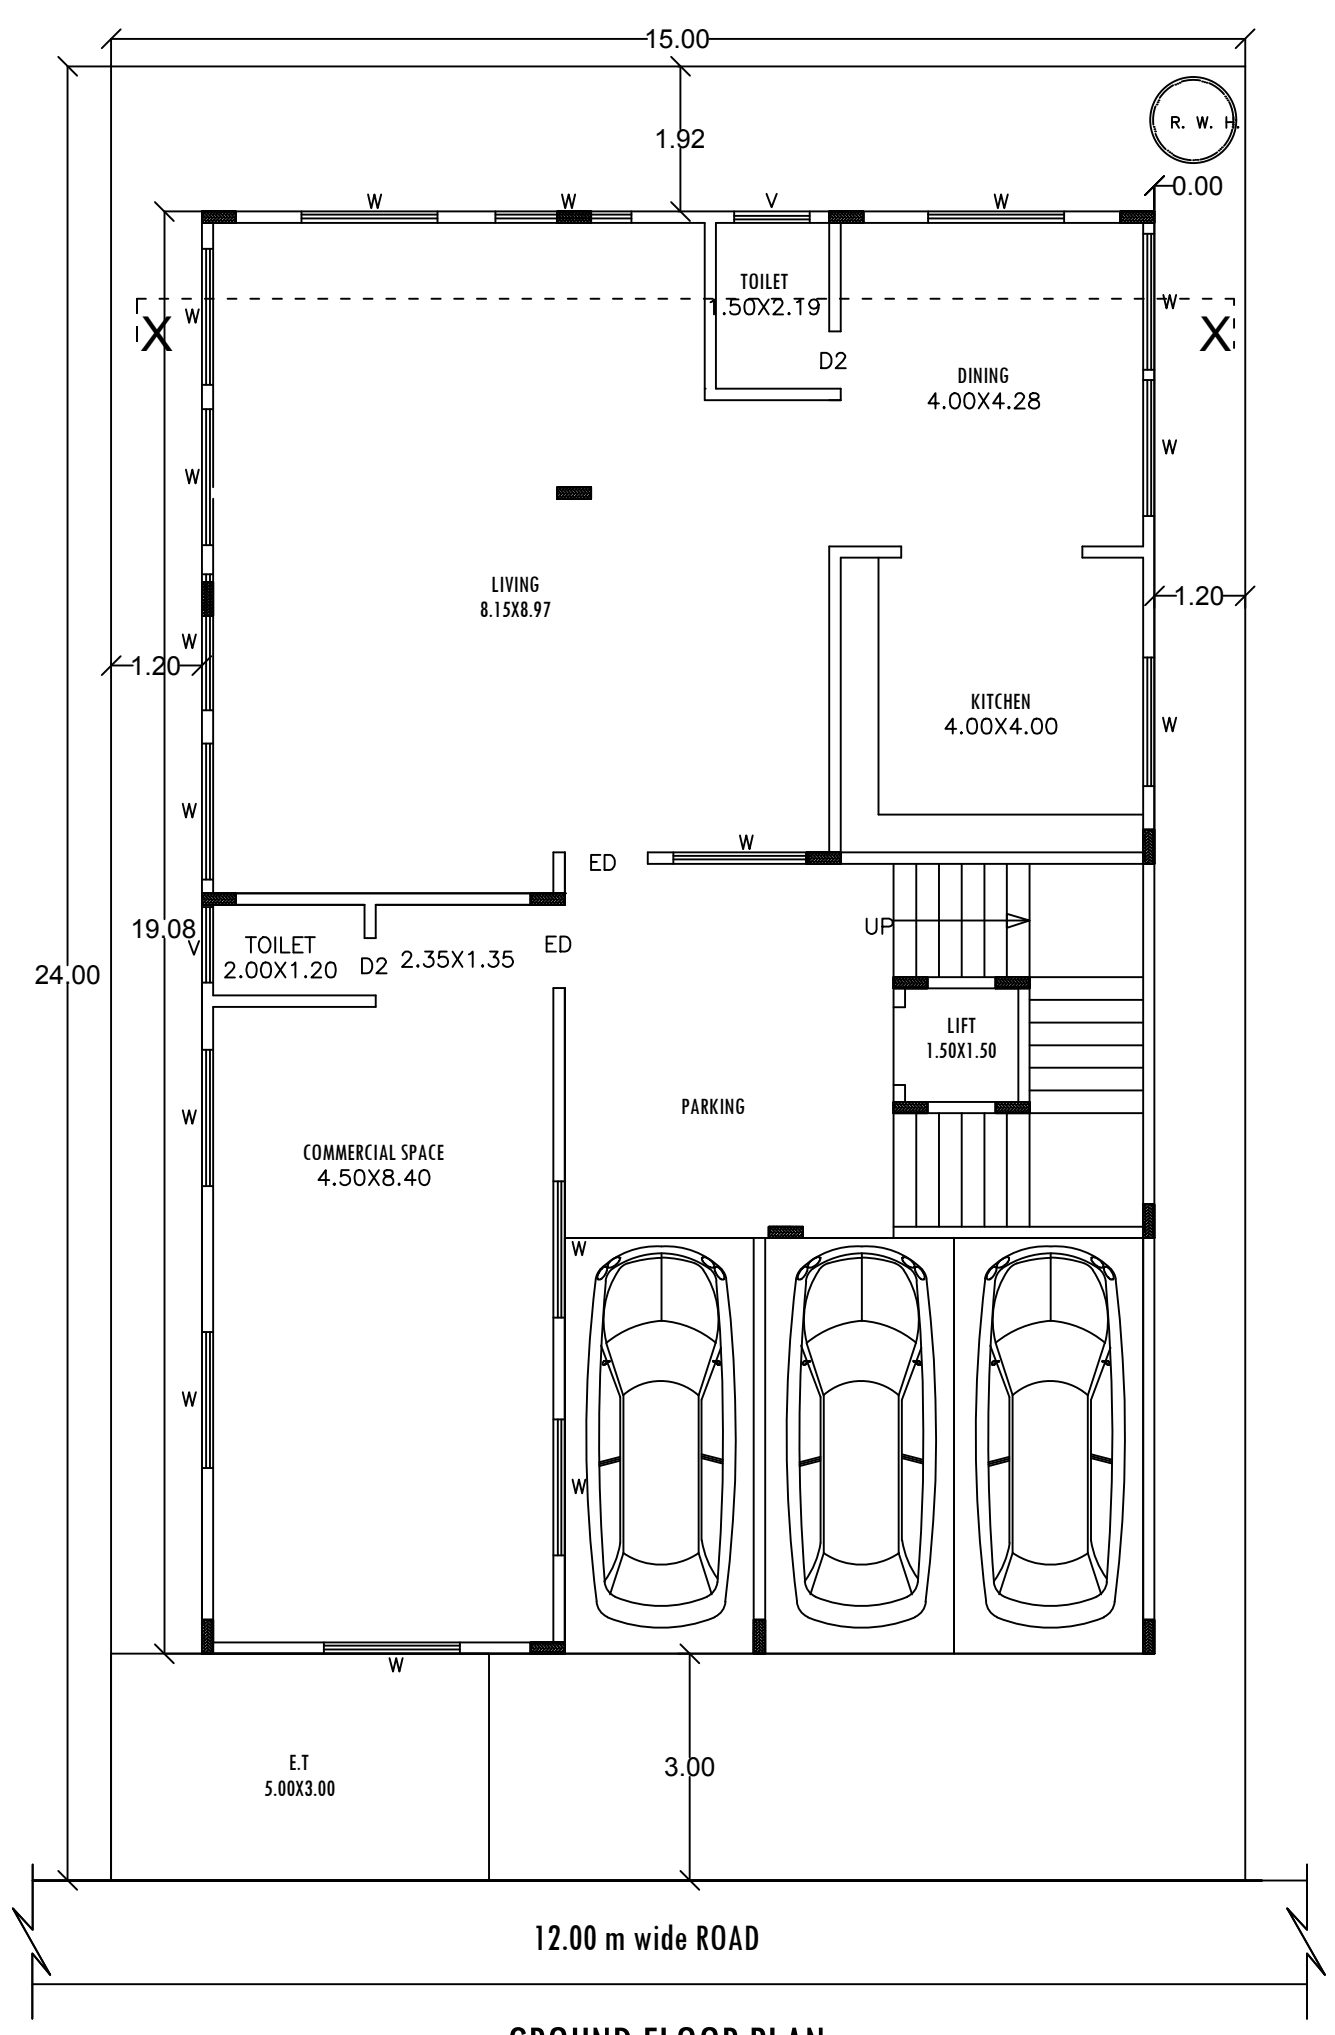 15.00
R. W. H.
1.92
0.00
W
W
V
W
TOILET
1.50X2.19
W
W
X
X
D2
DINING
4.00X4.28
W
W
LIVING
8.15X8.97
1.20
W
1.20
KITCHEN
4.00X4.00
W
W
W
ED
UP
19.08
V
TOILET
2.00X1.20
D2
2.35X1.35
ED
24.00
LIFT
1.50X1.50
PARKING
W
COMMERCIAL SPACE
4.50X8.40
W
W
W
W
E.T
5.00X3.00
3.00
12.00 m wide ROAD
GROUND FLOOR PLAN